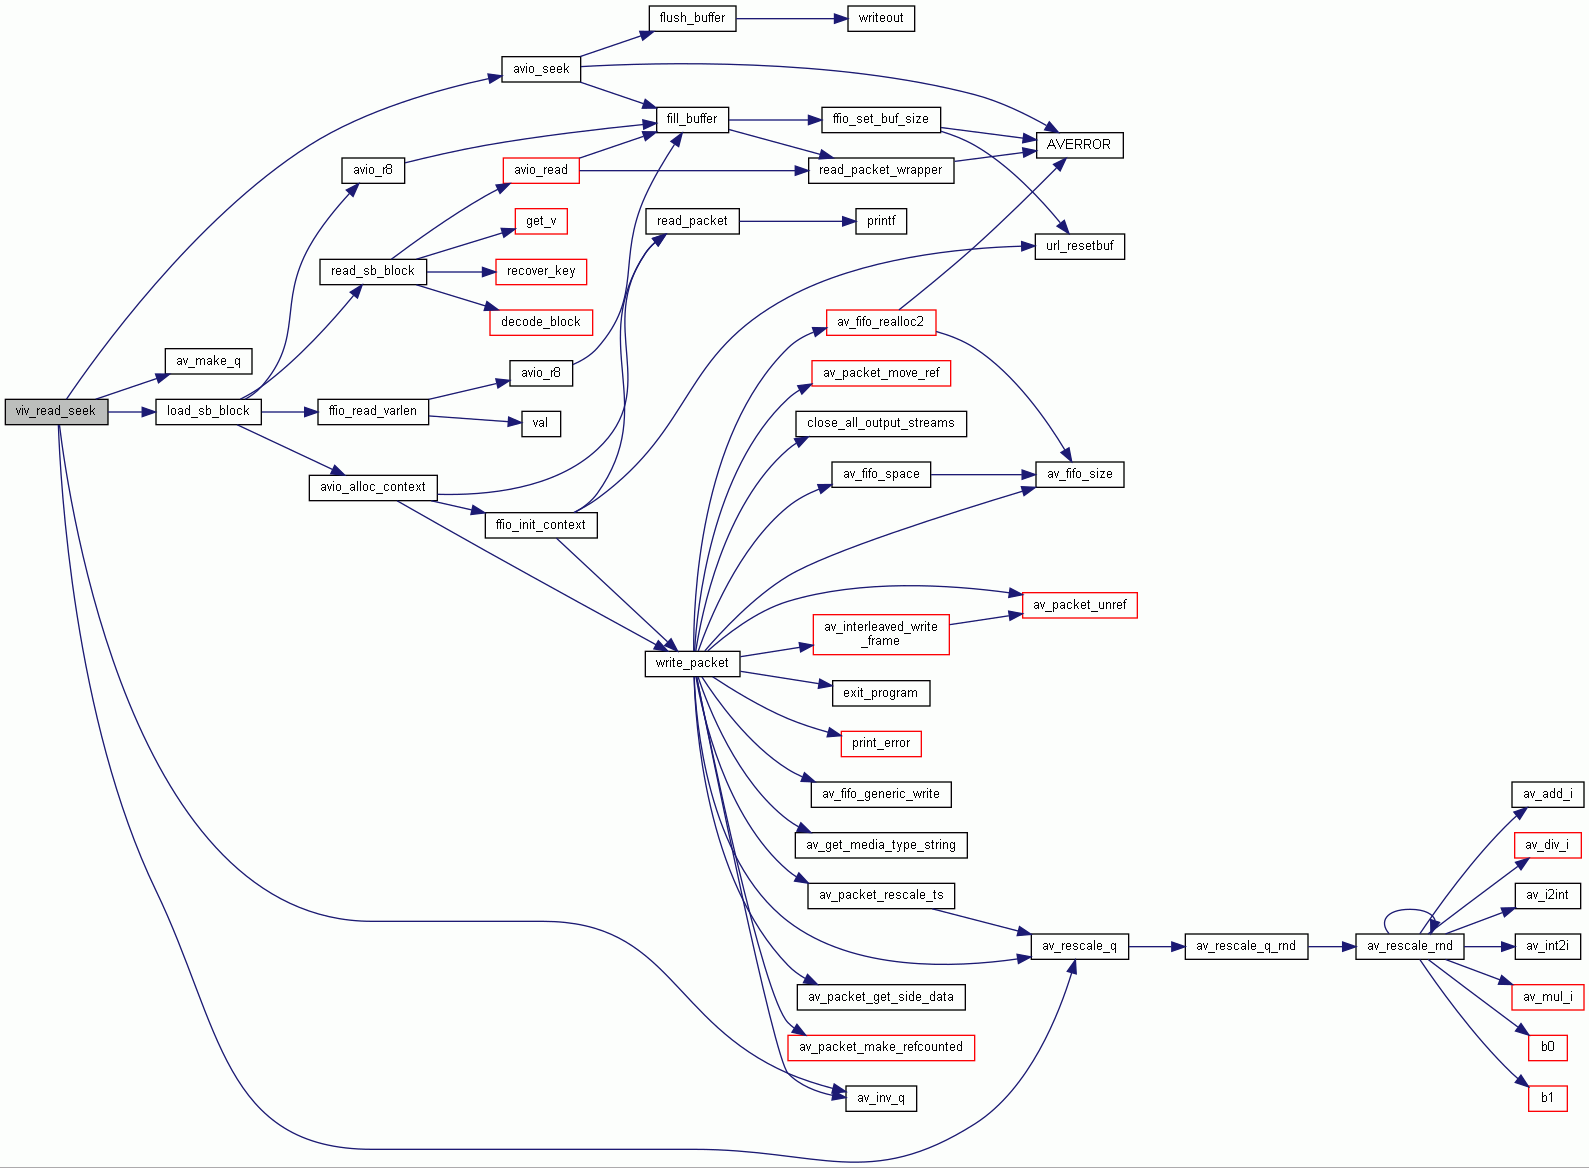 flush_buffer
writeout
avio_seek
fill_buffer
ffio_set_buf_size
AVERROR
avio_r8
avio_read
read_packet_wrapper
get_v
read_packet
printf
url_resetbuf
read_sb_block
recover_key
decode_block
av_fifo_realloc2
av_make_q
avio_r8
av_packet_move_ref
viv_read_seek
load_sb_block
ffio_read_varlen
val
close_all_output_streams
avio_alloc_context
av_fifo_space
av_fifo_size
ffio_init_context
av_packet_unref
av_interleaved_write
_frame
write_packet
exit_program
print_error
av_fifo_generic_write
av_add_i
av_get_media_type_string
av_div_i
av_packet_rescale_ts
av_i2int
av_rescale_q
av_rescale_q_rnd
av_rescale_rnd
av_int2i
av_packet_get_side_data
av_mul_i
av_packet_make_refcounted
b0
av_inv_q
b1